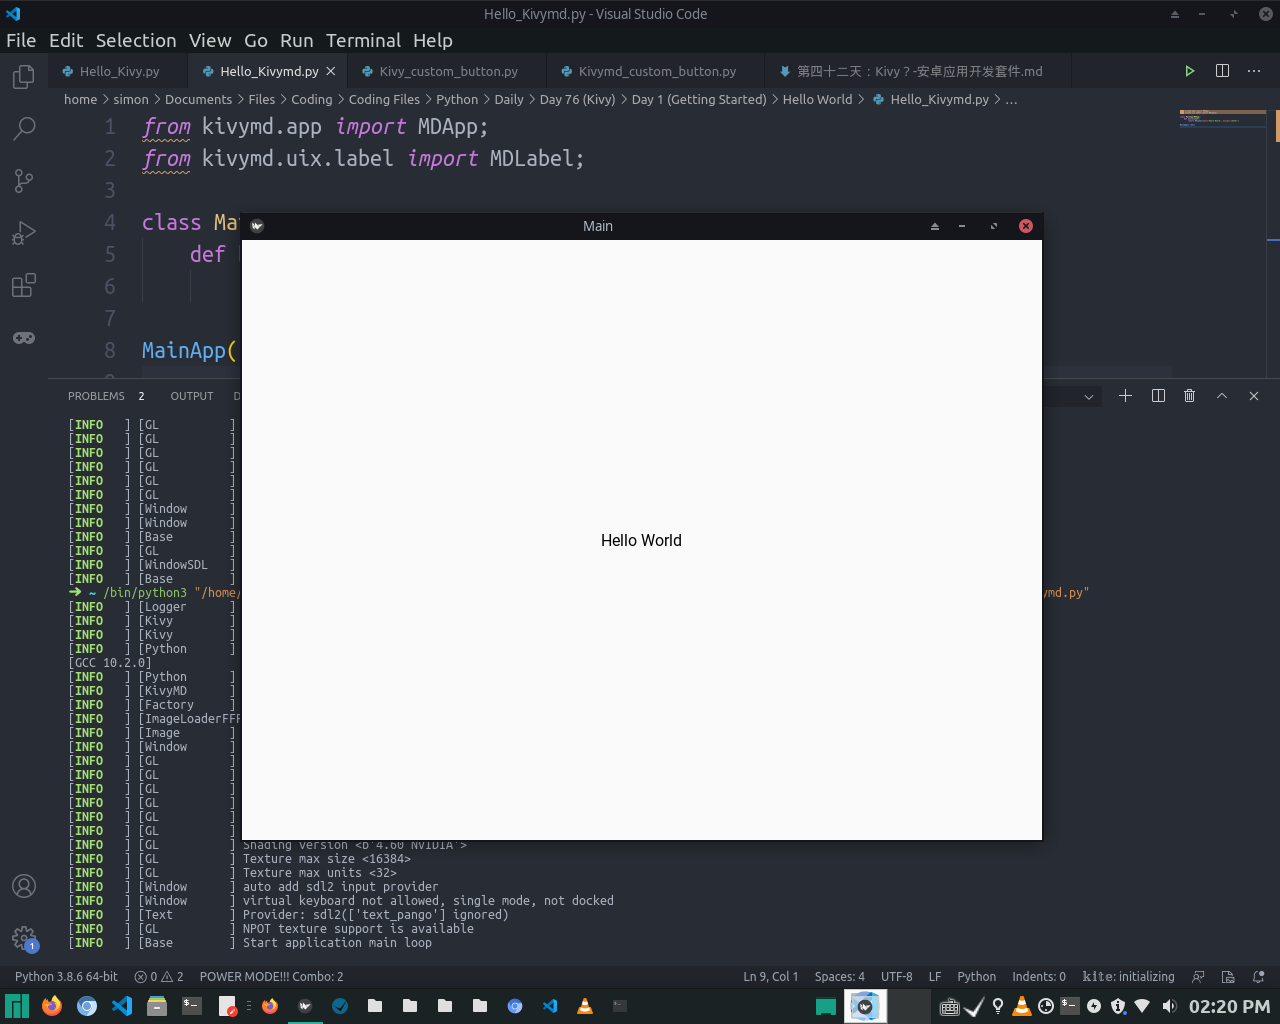 Hello_Kivymd.py - Visual Studio Code
File Edit Selection View Go Run Terminal Help
Hello_Kivy.py Hello_Kivymd.py Kivy_custom_button.py Kivymd_custom_button.py 第四十二天：Kivy？-安卓应用开发套件.md
home > simon > Documents > Files > Coding > Coding Files > Python > Daily > Day 76 (Kivy) > Day 1 (Getting Started) > Hello World > Hello_Kivymd.py > ...
1 from kivymd.app import MDApp;
2 from kivymd.uix.label import MDLabel;
3
4 class Ma
5 def
6
7
8 MainApp(
Main
Hello World
PROBLEMS 2 OUTPUT D
[INFO ] [GL ]
[INFO ] [GL ]
[INFO ] [GL ]
[INFO ] [GL ]
[INFO ] [GL ]
[INFO ] [GL ]
[INFO ] [Window ]
[INFO ] [Window ]
[INFO ] [Base ]
[INFO ] [GL ]
[INFO ] [WindowSDL ]
[INFO ] [Base ]
➜ ~ /bin/python3 "/home/ ymd.py"
[INFO ] [Logger ]
[INFO ] [Kivy ]
[INFO ] [Kivy ]
[INFO ] [Python ]
[GCC 10.2.0]
[INFO ] [Python ]
[INFO ] [KivyMD ]
[INFO ] [Factory ]
[INFO ] [ImageLoaderFFP
[INFO ] [Image ]
[INFO ] [Window ]
[INFO ] [GL ]
[INFO ] [GL ]
[INFO ] [GL ]
[INFO ] [GL ]
[INFO ] [GL ]
[INFO ] [GL ]
[INFO ] [GL ] Shading version <b'4.60 NVIDIA'>
[INFO ] [GL ] Texture max size <16384>
[INFO ] [GL ] Texture max units <32>
[INFO ] [Window ] auto add sdl2 input provider
[INFO ] [Window ] virtual keyboard not allowed, single mode, not docked
[INFO ] [Text ] Provider: sdl2(['text_pango'] ignored)
[INFO ] [GL ] NPOT texture support is available
[INFO ] [Base ] Start application main loop
1
Python 3.8.6 64-bit 0 2 POWER MODE!!! Combo: 2 Ln 9, Col 1 Spaces: 4 UTF-8 LF Python Indents: 0 kite: initializing
02:20 PM